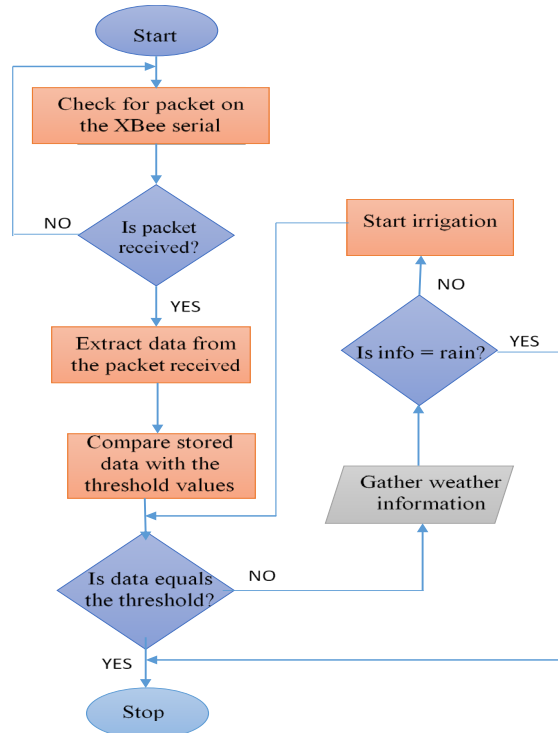 Start
Check for packet on
the XBee serial
NO
Is packet
received?
YES
Extract data from
the packet received
Compare stored
data with the
threshold values
Is data equals
the threshold?
NO
YES
Stop
Start irrigation
NO
Is info = rain?
YES
Gather weather
information